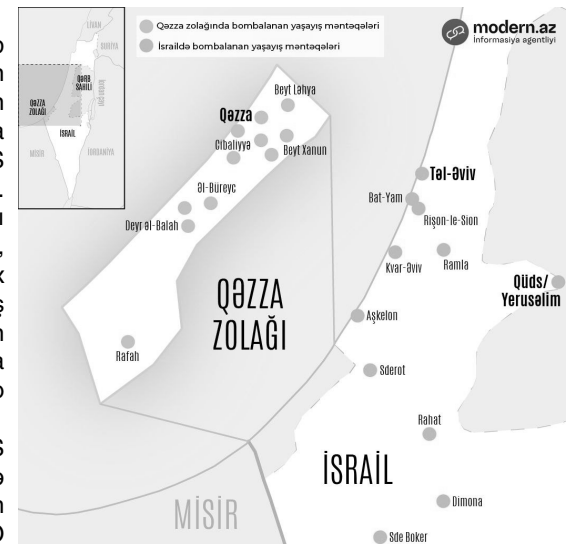 modern.az
İnformasiya agentliyi
Qəzza zolağında bombalanan yaşayış məntəqələri
İsraildə bombalanan yaşayış məntəqələri
LİVAN
SURİYA
QƏRB
SAHİLİ
QƏZZA
ZOLAĞI
İSRAİL
MİSİR
İORDANİYA
Beyt Ləhya
Qəzza
Cibaliyyə
Beyt Xanun
Əl-Büreyc
Deyr əl-Balah
Rafah
QƏZZA
ZOLAĞI
Təl-Əviv
Bat-Yam
Rişon-le-Sion
Kvar-Əviv
Ramla
Qüds/
Yerusəlim
Aşkelon
Sderot
Rahat
İSRAİL
Dimona
MİSİR
Sde Boker